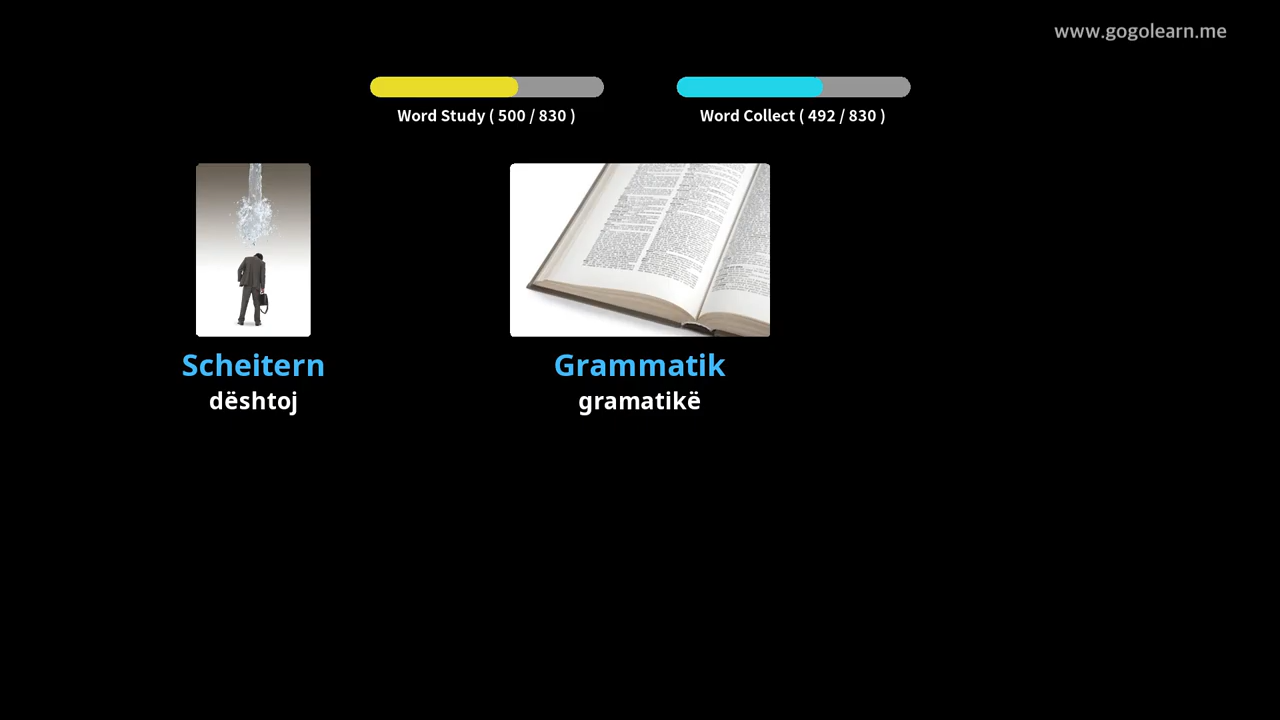 www.gogolearn.me
Word Study ( 500 / 830 )
Word Collect ( 492 / 830 )
Scheitern
dështoj
Grammatik
gramatikë